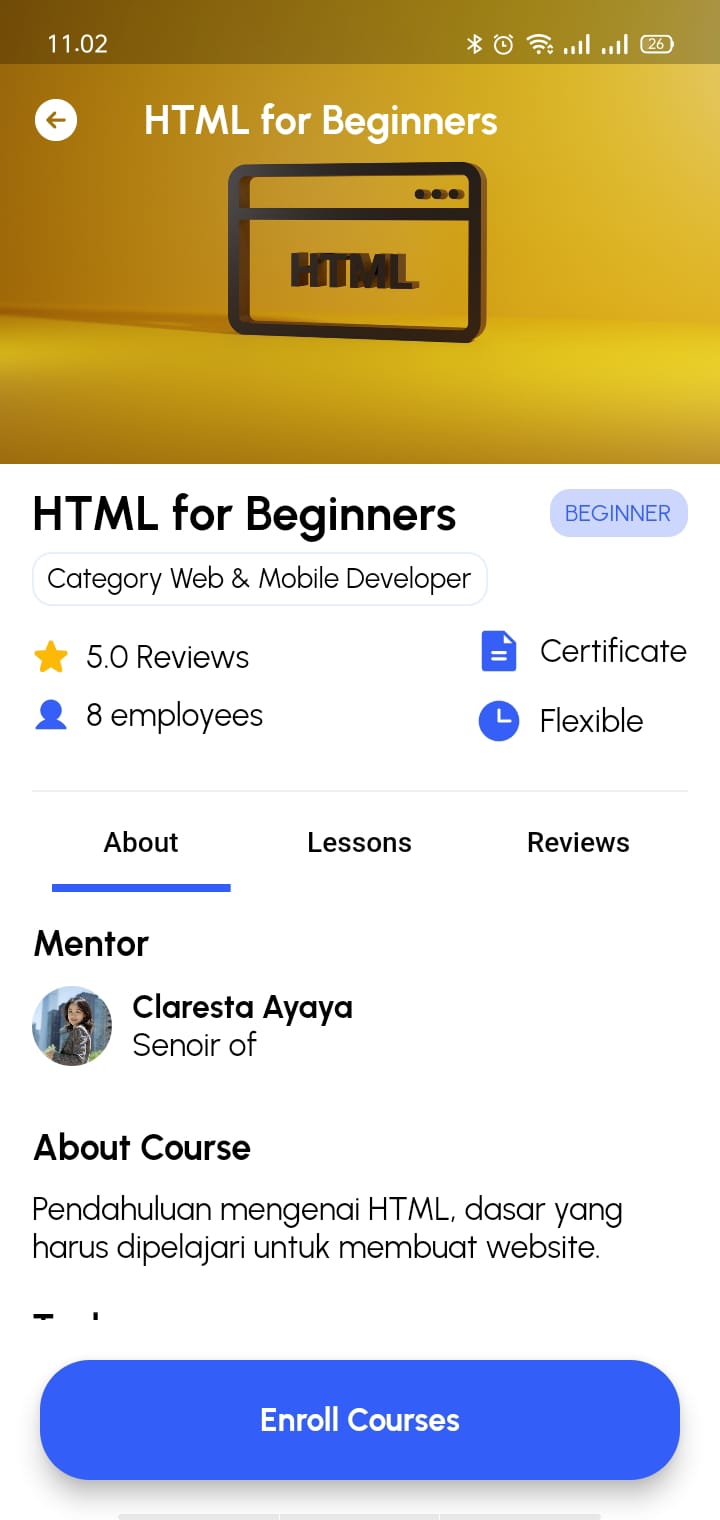 11.02
26
HTML for Beginners
HTML
HTML for Beginners
BEGINNER
Category Web & Mobile Developer
5.0 Reviews
Certificate
8 employees
Flexible
About
Lessons
Reviews
Mentor
Claresta Ayaya
Senoir of
About Course
Pendahuluan mengenai HTML, dasar yang
harus dipelajari untuk membuat website.
Enroll Courses